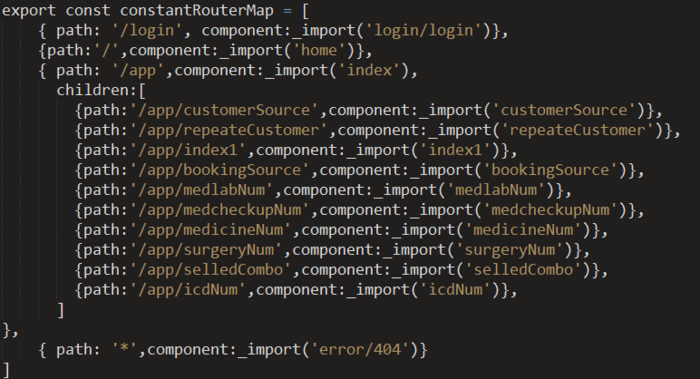 export const constantRouterMap = [
{ path: '/login', component:_import('login/login')},
{path:'/',component:_import('home')},
{ path: '/app',component:_import('index'),
children:[
{path:'/app/customerSource',component:_import('customerSource')},
{path:'/app/repeateCustomer',component:_import('repeateCustomer')},
{path:'/app/index1',component:_import('index1')},
{path:'/app/bookingSource',component:_import('bookingSource')},
{path:'/app/medlabNum',component:_import('medlabNum')},
{path:'/app/medcheckupNum',component:_import('medcheckupNum')},
{path:'/app/medicineNum',component:_import('medicineNum')},
{path:'/app/surgeryNum',component:_import('surgeryNum')},
{path:'/app/selledCombo',component:_import('selledCombo')},
{path:'/app/icdNum',component:_import('icdNum')},
]
},
{ path: '*',component:_import('error/404')}
]